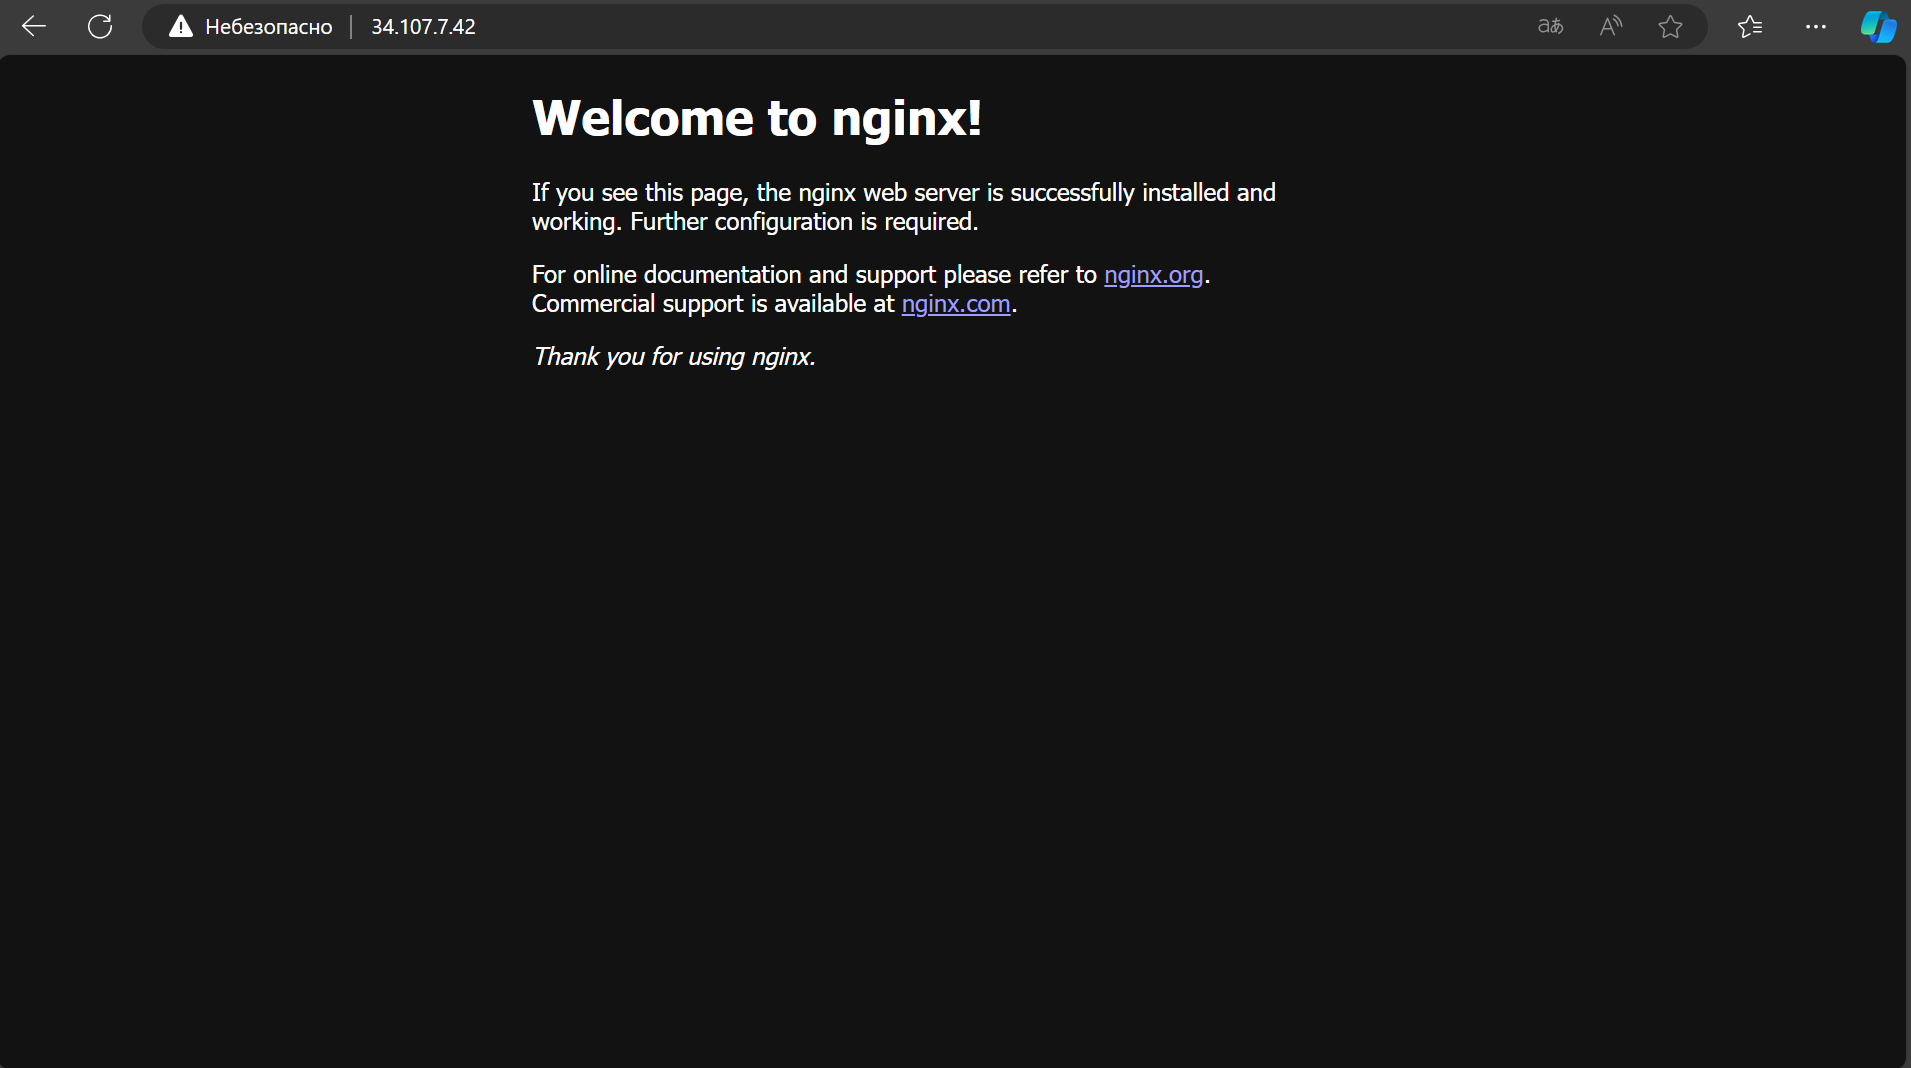 Небезопасно 34.107.7.42
Welcome to nginx!
If you see this page, the nginx web server is successfully installed and
working. Further configuration is required.
For online documentation and support please refer to nginx.org.
Commercial support is available at nginx.com.
Thank you for using nginx.